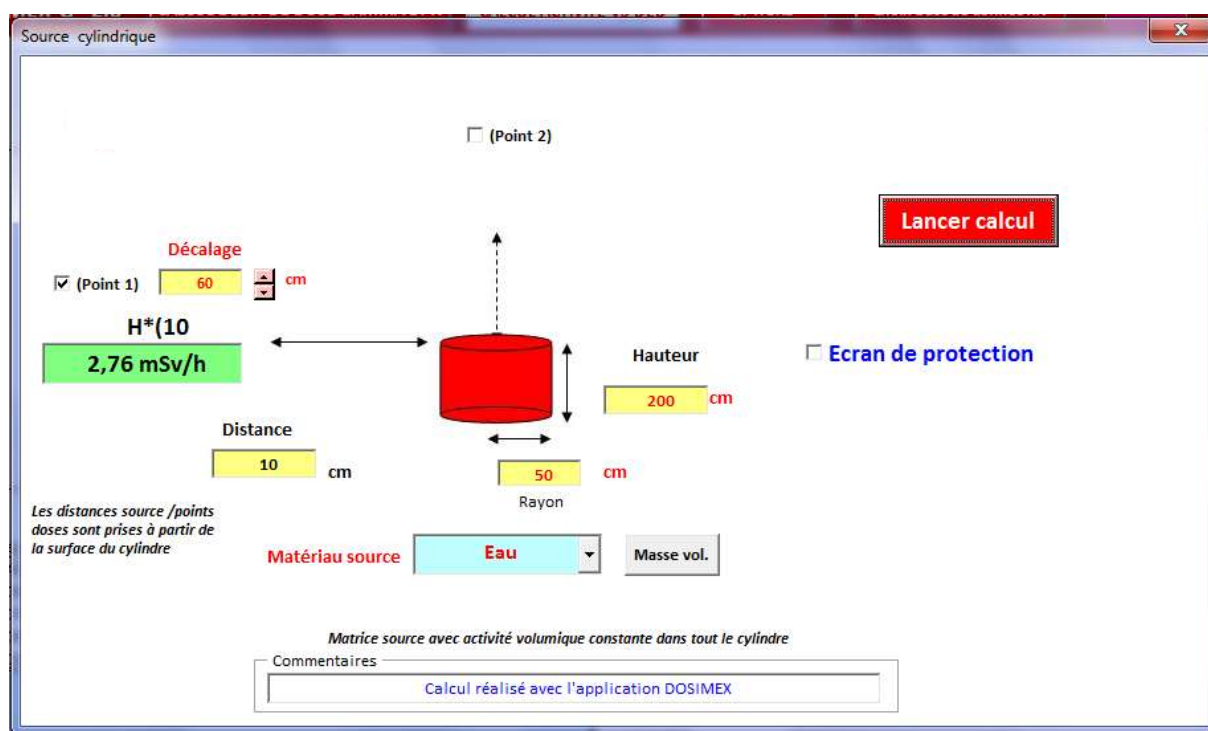 Source cylindrique
X
(Point 2)
Lancer calcul
Décalage
(Point 1) 60 cm
H*(10
2,76 mSv/h
Hauteur
Ecran de protection
200 cm
Distance
10 cm
50 cm
Rayon
Les distances source /points
doses sont prises à partir de
la surface du cylindre
Matériau source Eau Masse vol.
Matrice source avec activité volumique constante dans tout le cylindre
Commentaires
Calcul réalisé avec l'application DOSIMEX